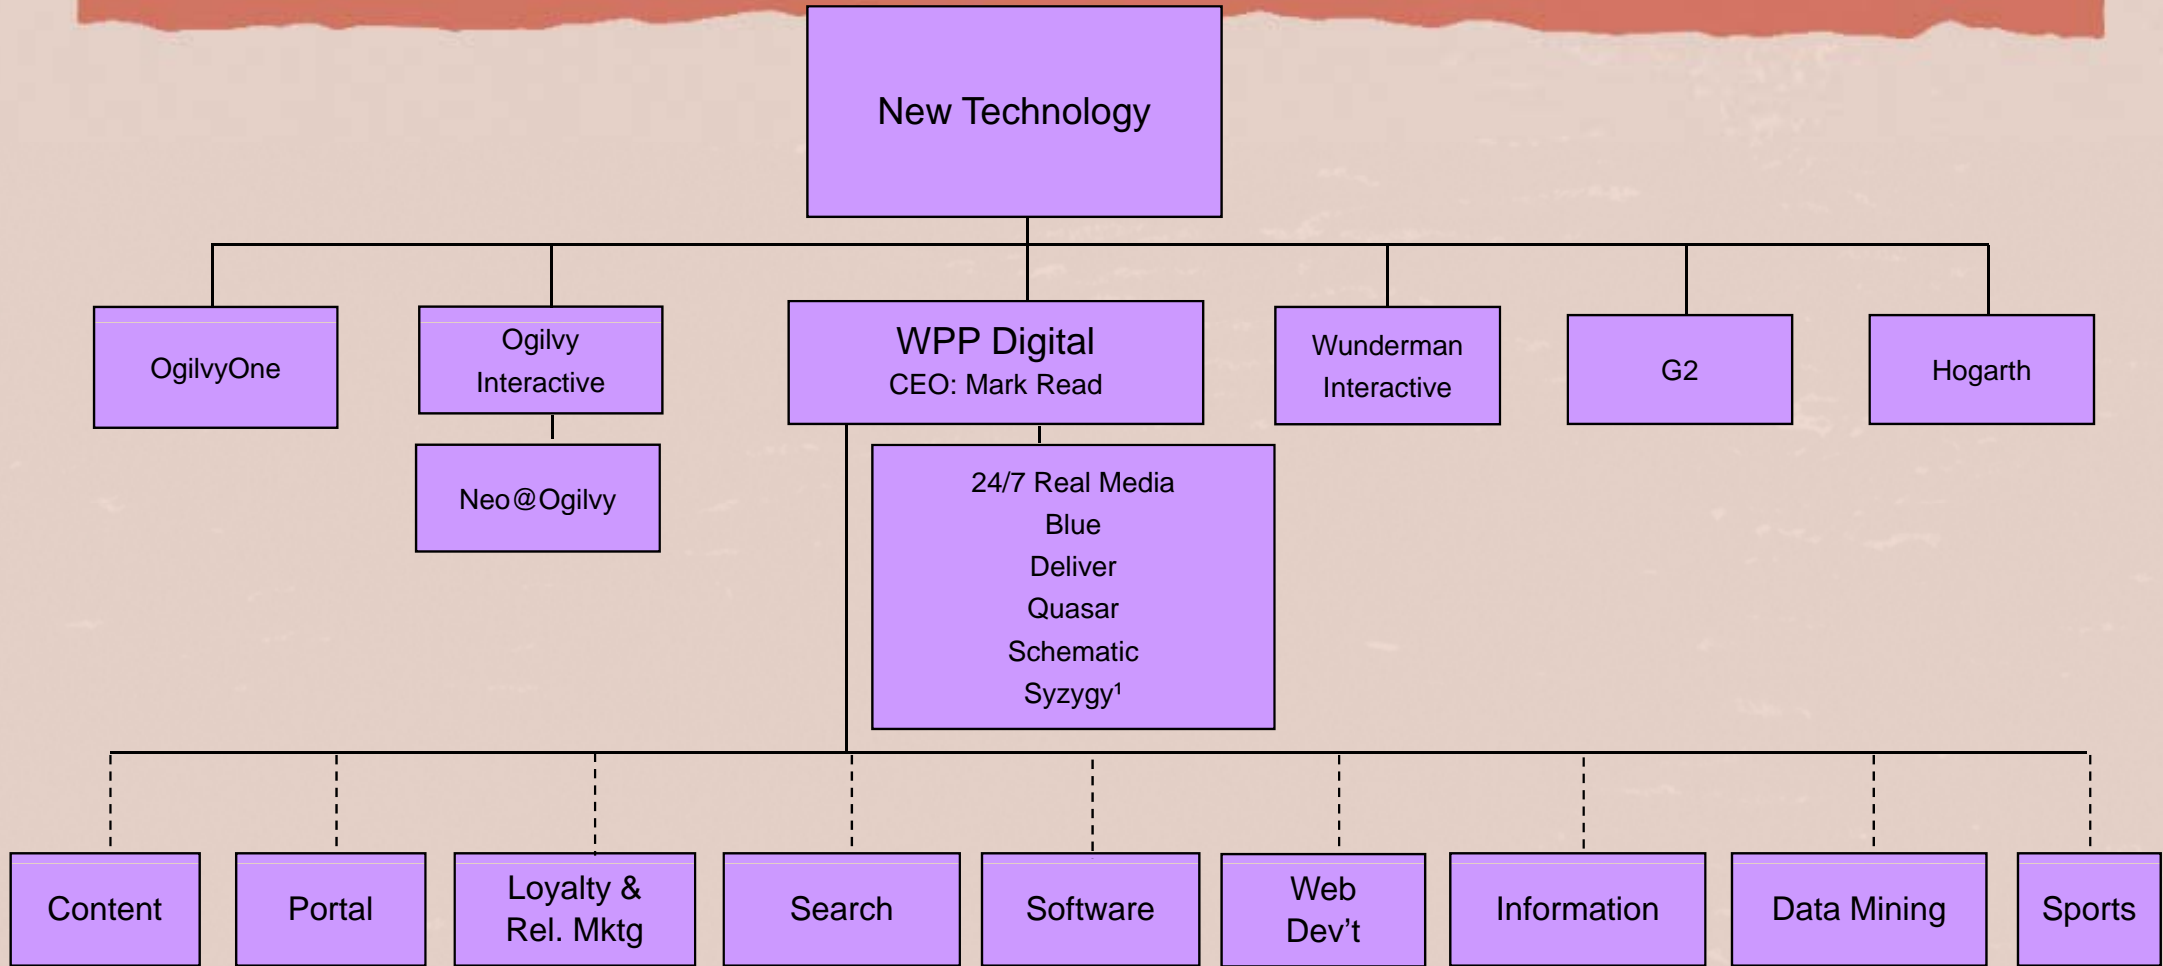 New Technology
OgilvyOne
Ogilvy
Interactive
WPP Digital
CEO: Mark Read
Wunderman
Interactive
G2
Hogarth
Neo@Ogilvy
24/7 Real Media
Blue
Deliver
Quasar
Schematic
Syzygy¹
Content
Portal
Loyalty &
Rel. Mktg
Search
Software
Web
Dev’t
Information
Data Mining
Sports